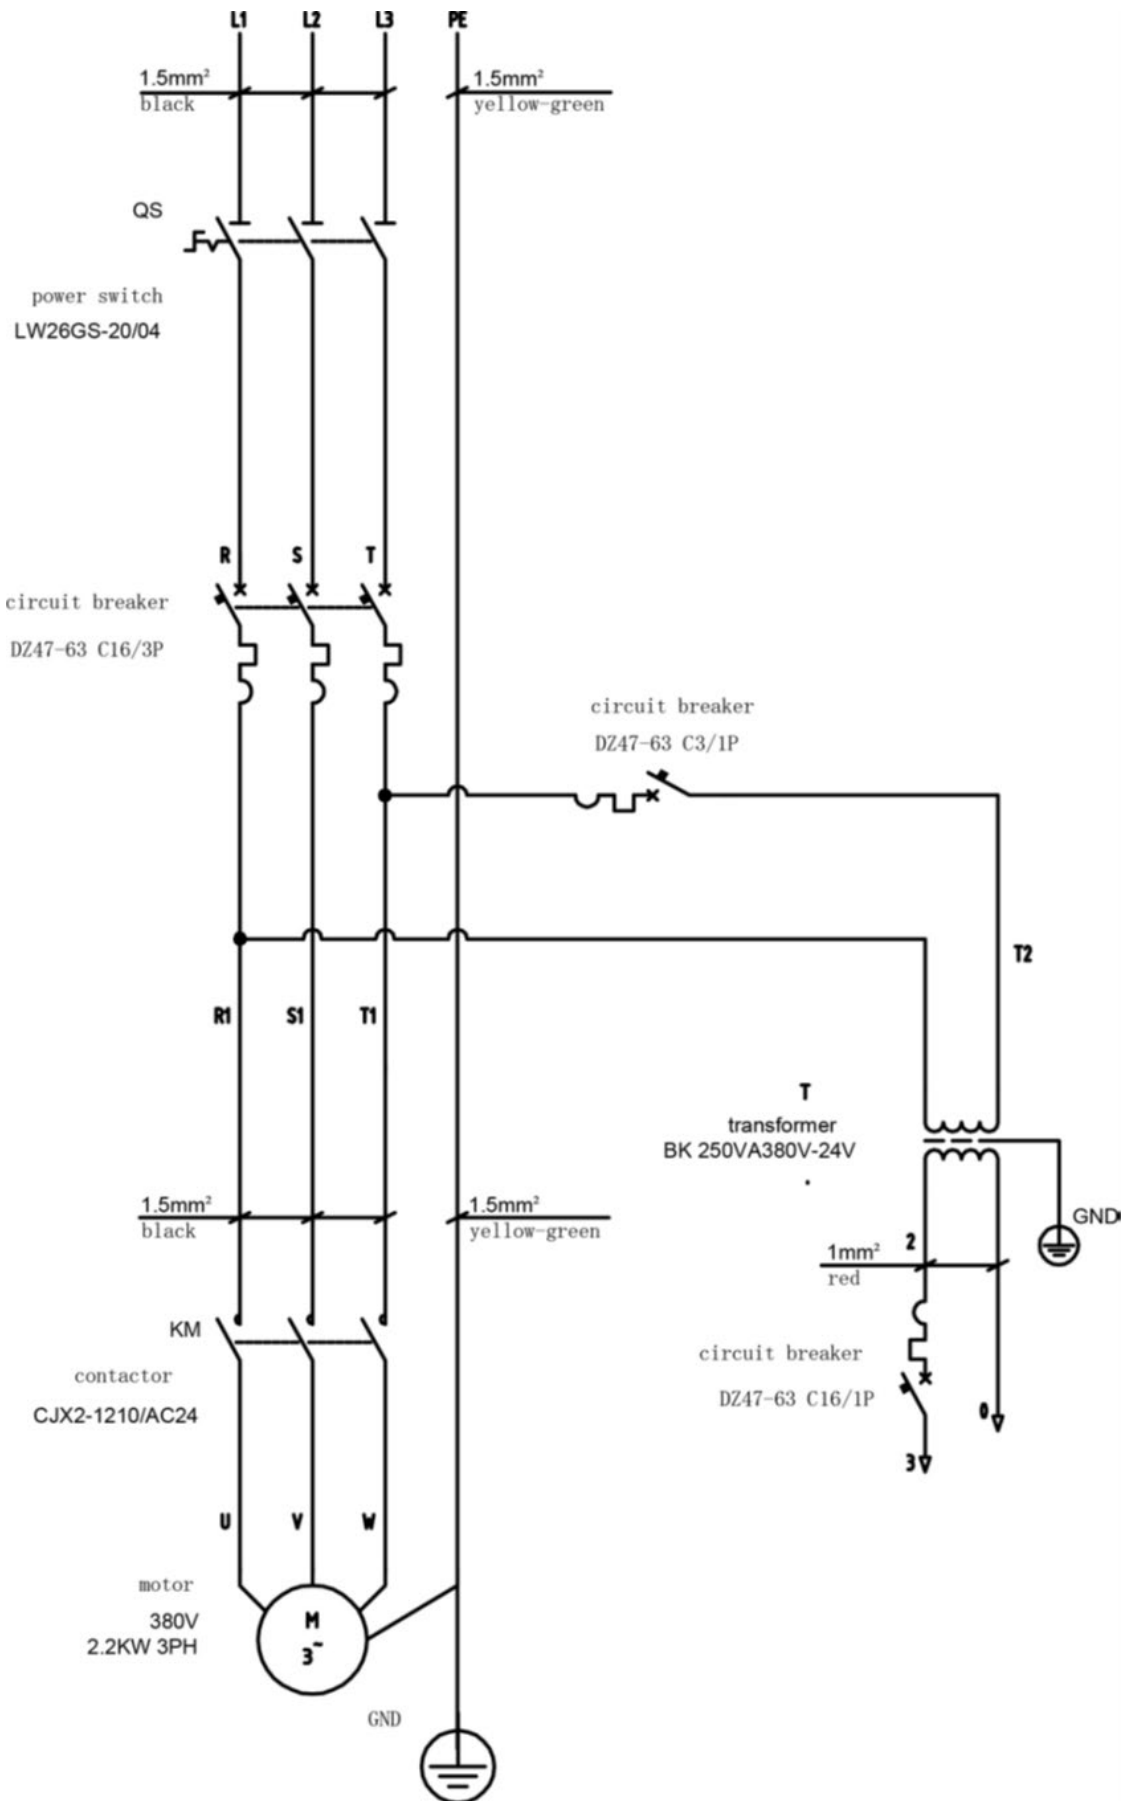 L1 L2 L3 PE
1.5mm² 1.5mm²
black yellow-green
QS
power switch
LW26GS-20/04
R S T
circuit breaker
DZ47-63 C16/3P
circuit breaker
DZ47-63 C3/1P
T2
R1 S1 T1
T
transformer
BK 250VA380V-24V
1.5mm² 1.5mm²
black yellow-green
GND
2
1mm²
red
KM
contactor
CJX2-1210/AC24
circuit breaker
DZ47-63 C16/1P
0
3
U V W
motor
380V
2.2KW 3PH
M
3~
GND